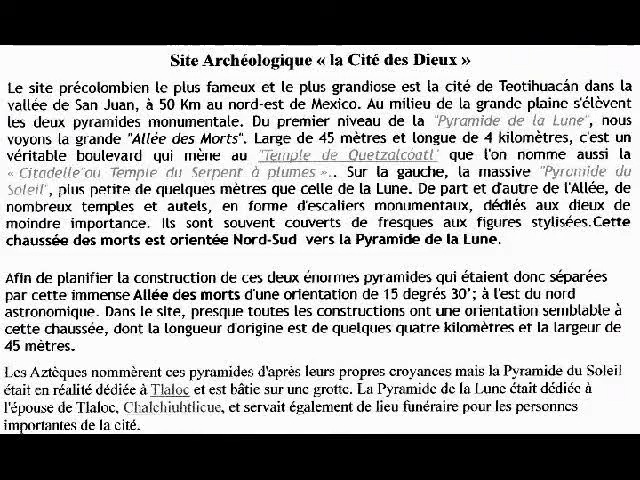 Site Archéologique « la Cité des Dieux »
Le site précolombien le plus fameux et le plus grandiose est la cité de Teotihuacán dans la
vallée de San Juan, à 50 Km au nord-est de Mexico. Au milieu de la grande plaine s'élèvent
les deux pyramides monumentale. Du premier niveau de la "Pyramide de la Lune", nous
voyons la grande "Allée des Morts". Large de 45 mètres et longue de 4 kilomètres, c'est un
véritable boulevard qui mène au "Temple de Quetzalcóatl" que l'on nomme aussi la
« Citadelle ou Temple du Serpent à plumes ».. Sur la gauche, la massive "Pyramide du
Soleil", plus petite de quelques mètres que celle de la Lune. De part et d'autre de l'Allée, de
nombreux temples et autels, en forme d'escaliers monumentaux, dédiés aux dieux de
moindre importance. Ils sont souvent couverts de fresques aux figures stylisées.Cette
chaussée des morts est orientée Nord-Sud vers la Pyramide de la Lune.
Afin de planifier la construction de ces deux énormes pyramides qui étaient donc séparées
par cette immense Allée des morts d'une orientation de 15 degrés 30'; à l'est du nord
astronomique. Dans le site, presque toutes les constructions ont une orientation semblable à
cette chaussée, dont la longueur d'origine est de quelques quatre kilomètres et la largeur de
45 mètres.
Les Aztèques nommèrent ces pyramides d'après leurs propres croyances mais la Pyramide du Soleil
était en réalité dédiée à Tlaloc et est bâtie sur une grotte. La Pyramide de la Lune était dédiée à
l'épouse de Tlaloc, Chalchiuhtlicue, et servait également de lieu funéraire pour les personnes
importantes de la cité.